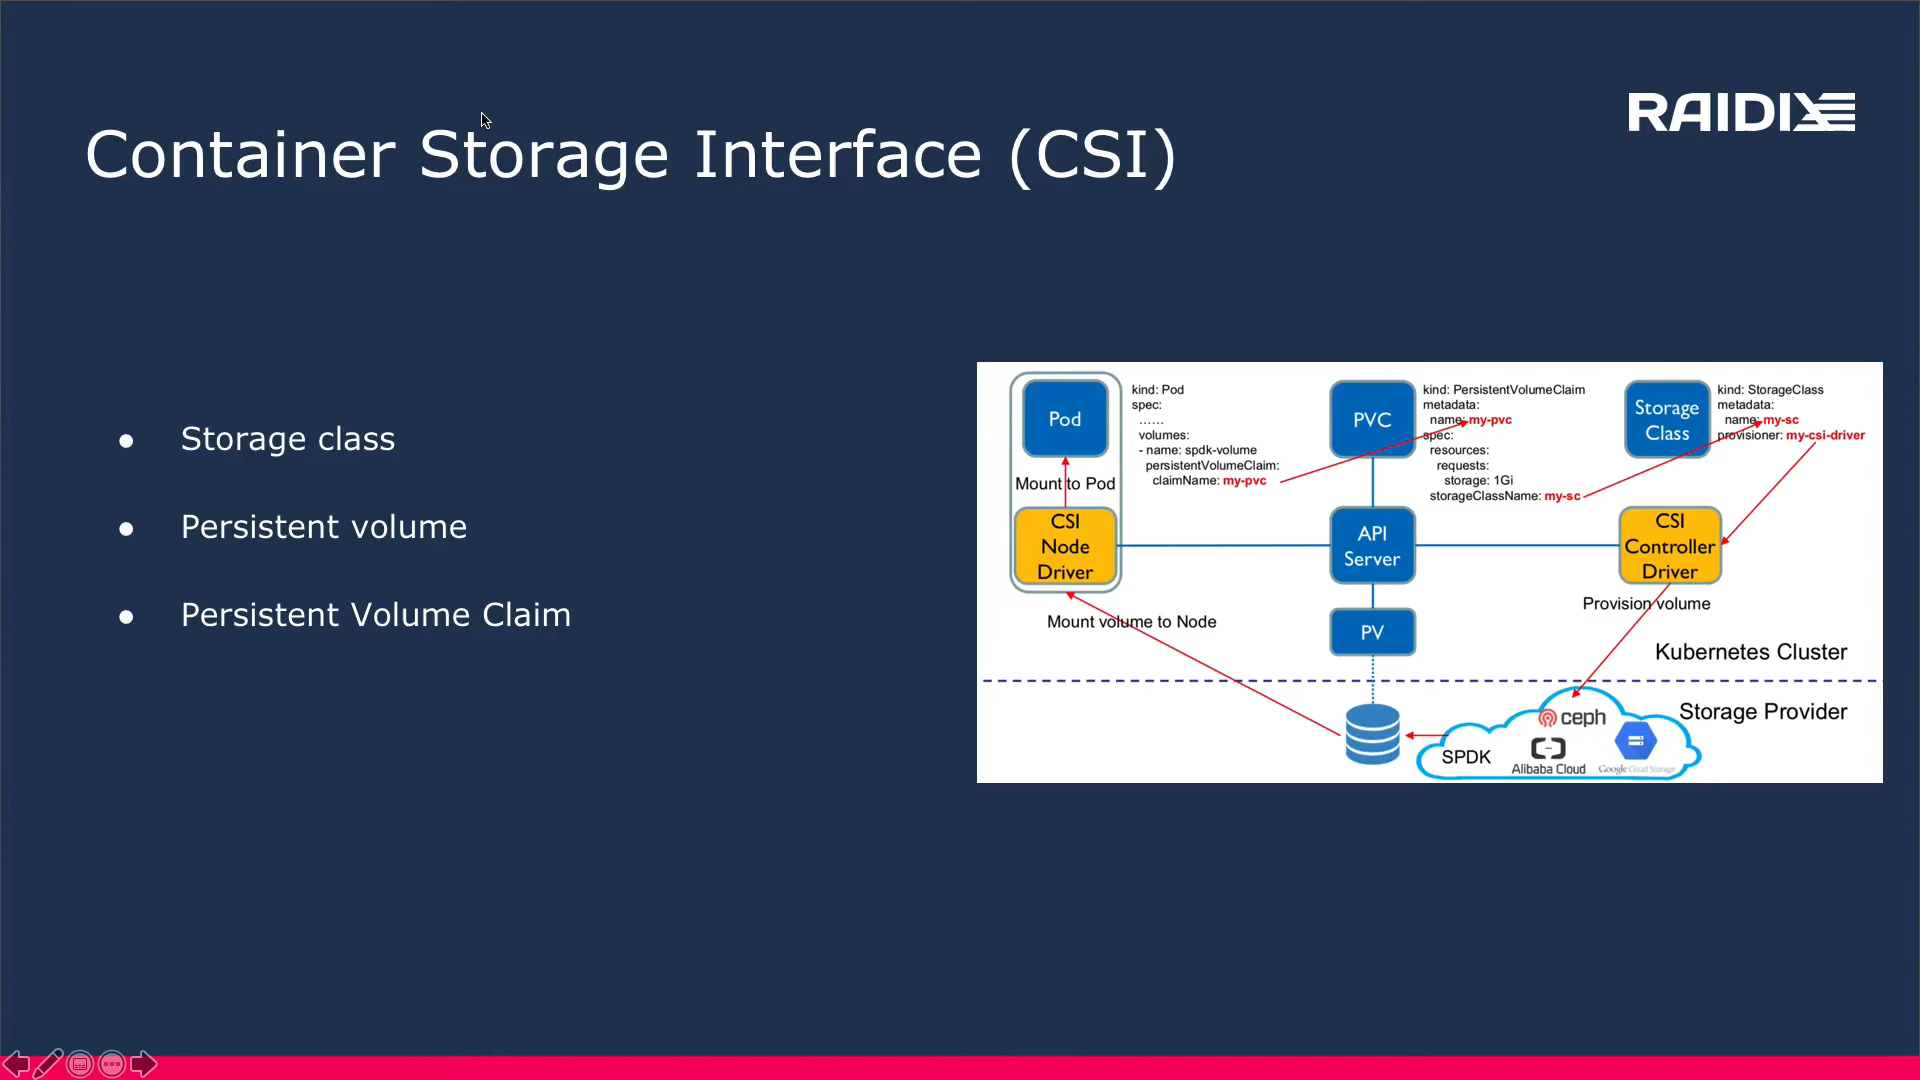 RAIDIX
Container Storage Interface (CSI)
● Storage class
● Persistent volume
● Persistent Volume Claim
Pod
kind: Pod
spec:
......
volumes:
- name: spdk-volume
persistentVolumeClaim:
claimName: my-pvc
Mount to Pod
CSI
Node
Driver
Mount volume to Node
PVC
kind: PersistentVolumeClaim
metadata:
name: my-pvc
spec:
resources:
requests:
storage: 1Gi
storageClassName: my-sc
API
Server
PV
Storage
Class
kind: StorageClass
metadata:
name: my-sc
provisioner: my-csi-driver
CSI
Controller
Driver
Provision volume
Kubernetes Cluster
Storage Provider
ceph
SPDK
Alibaba Cloud
Google Cloud Storage